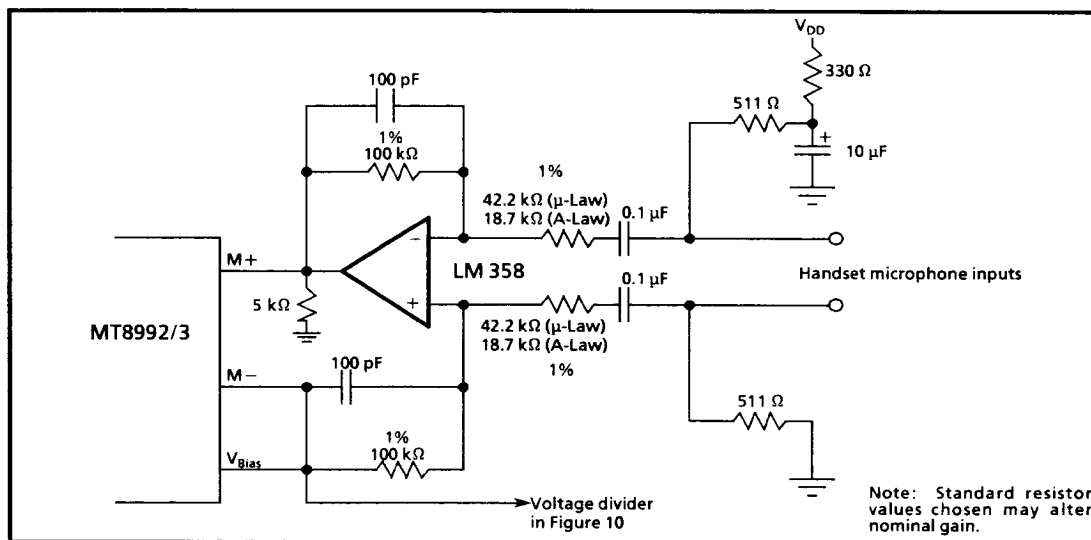 V_DD
330 Ω
100 pF
511 Ω
+
10 µF
1%
100 kΩ
1%
42.2 kΩ (µ-Law)
18.7 kΩ (A-Law)
0.1 µF
−
M+
LM 358
Handset microphone inputs
0.1 µF
+
5 kΩ
MT8992/3
42.2 kΩ (µ-Law)
18.7 kΩ (A-Law)
1%
100 pF
M−
511 Ω
1%
100 kΩ
V_Bias
Voltage divider
in Figure 10
Note: Standard resistor
values chosen may alter
nominal gain.